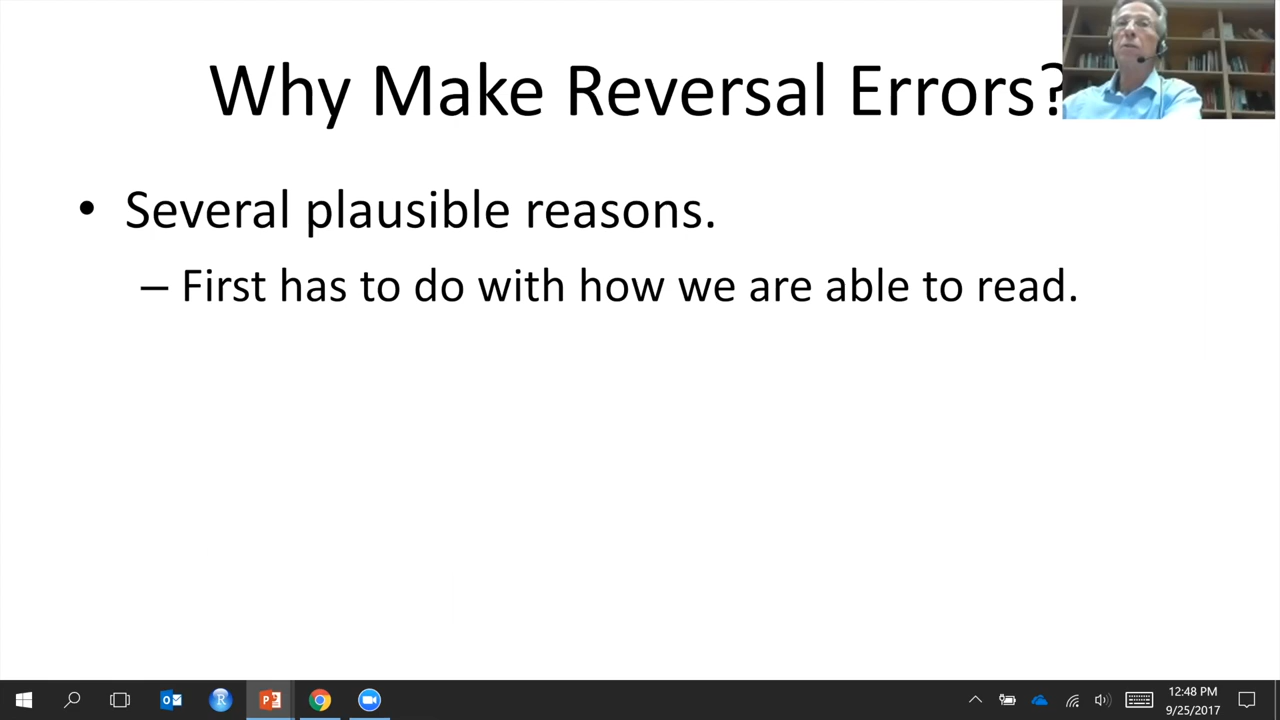 Why Make Reversal Errors?
• Several plausible reasons.
– First has to do with how we are able to read.
12:48 PM
9/25/2017